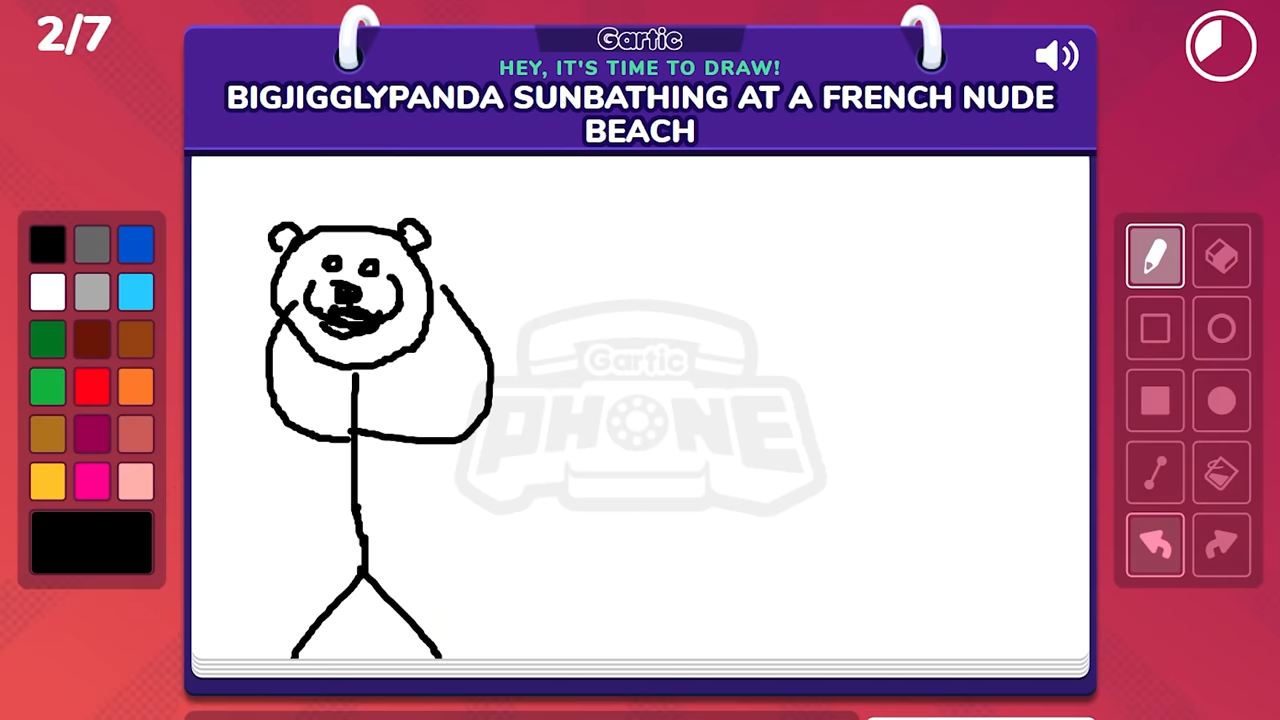 2/7
Gartic
HEY, IT'S TIME TO DRAW!
BIGJIGGLYPANDA SUNBATHING AT A FRENCH NUDE
BEACH
Gartic
PHONE